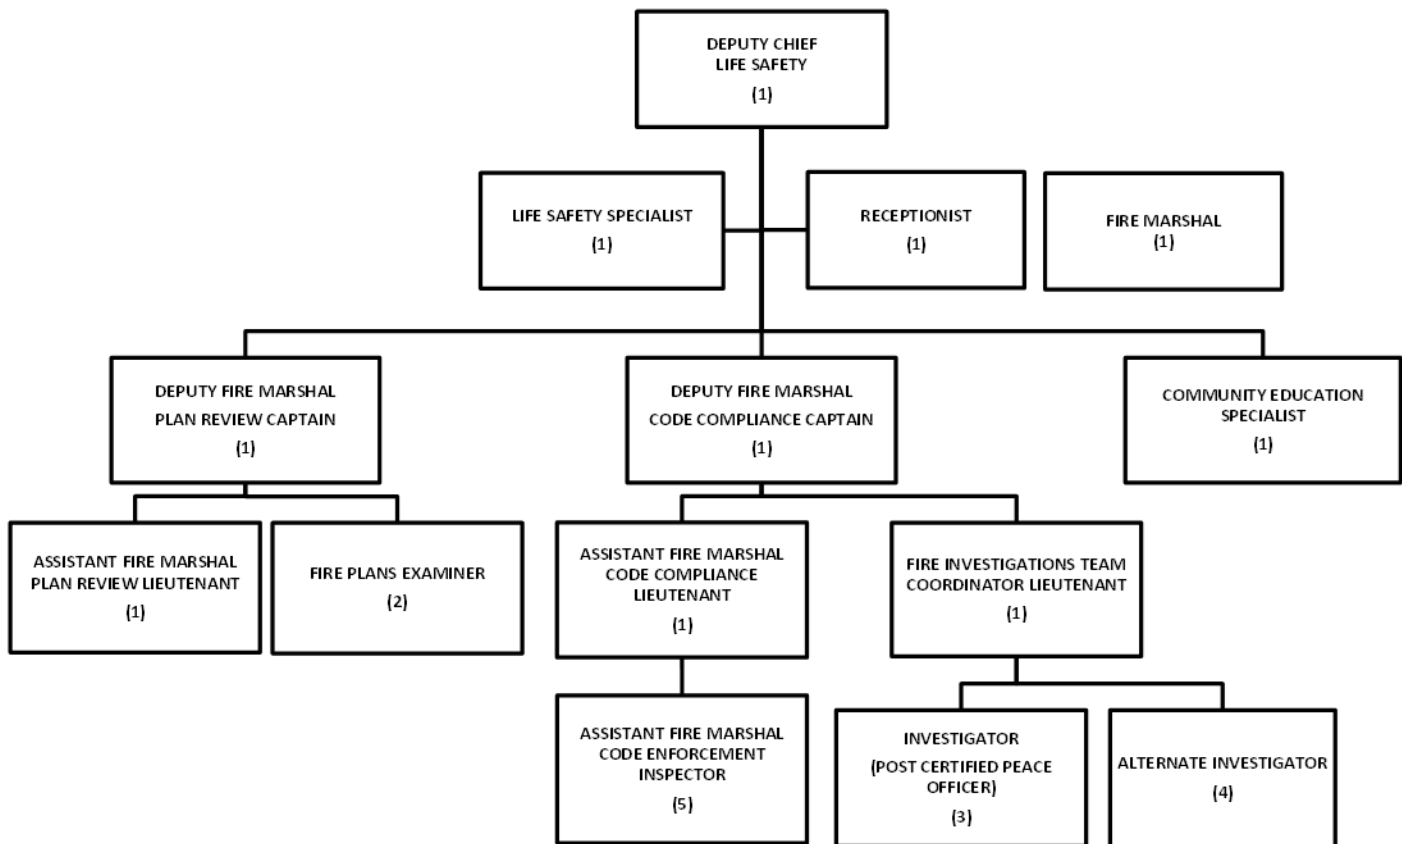 DEPUTY CHIEF
LIFE SAFETY
(1)
LIFE SAFETY SPECIALIST
(1)
RECEPTIONIST
(1)
FIRE MARSHAL
(1)
DEPUTY FIRE MARSHAL
PLAN REVIEW CAPTAIN
(1)
DEPUTY FIRE MARSHAL
CODE COMPLIANCE CAPTAIN
(1)
COMMUNITY EDUCATION
SPECIALIST
(1)
ASSISTANT FIRE MARSHAL
PLAN REVIEW LIEUTENANT
(1)
FIRE PLANS EXAMINER
(2)
ASSISTANT FIRE MARSHAL
CODE COMPLIANCE
LIEUTENANT
(1)
FIRE INVESTIGATIONS TEAM
COORDINATOR LIEUTENANT
(1)
ASSISTANT FIRE MARSHAL
CODE ENFORCEMENT
INSPECTOR
(5)
INVESTIGATOR
(POST CERTIFIED PEACE
OFFICER)
(3)
ALTERNATE INVESTIGATOR
(4)